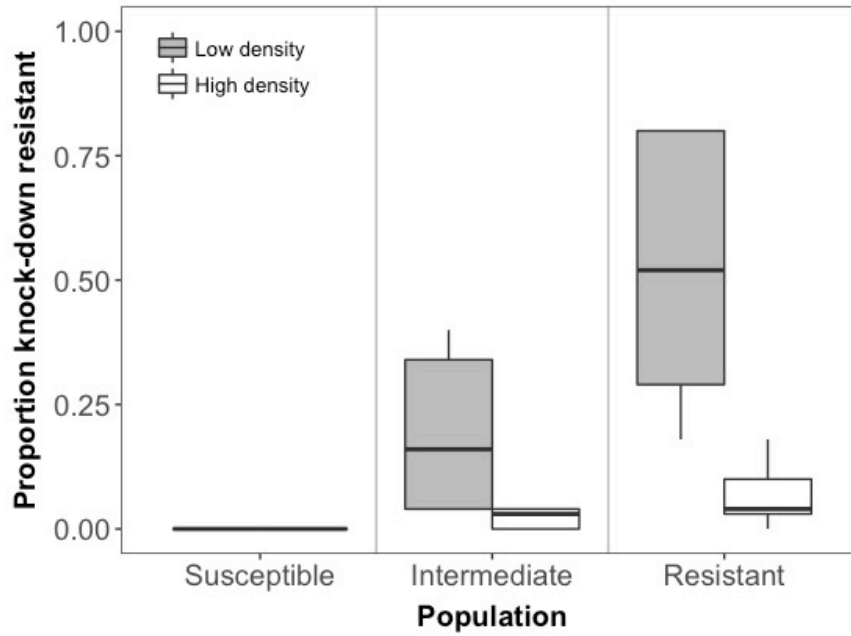 1.00
Low density
High density
0.75
0.50
0.25
0.00
Proportion knock-down resistant
Susceptible
Intermediate
Resistant
Population